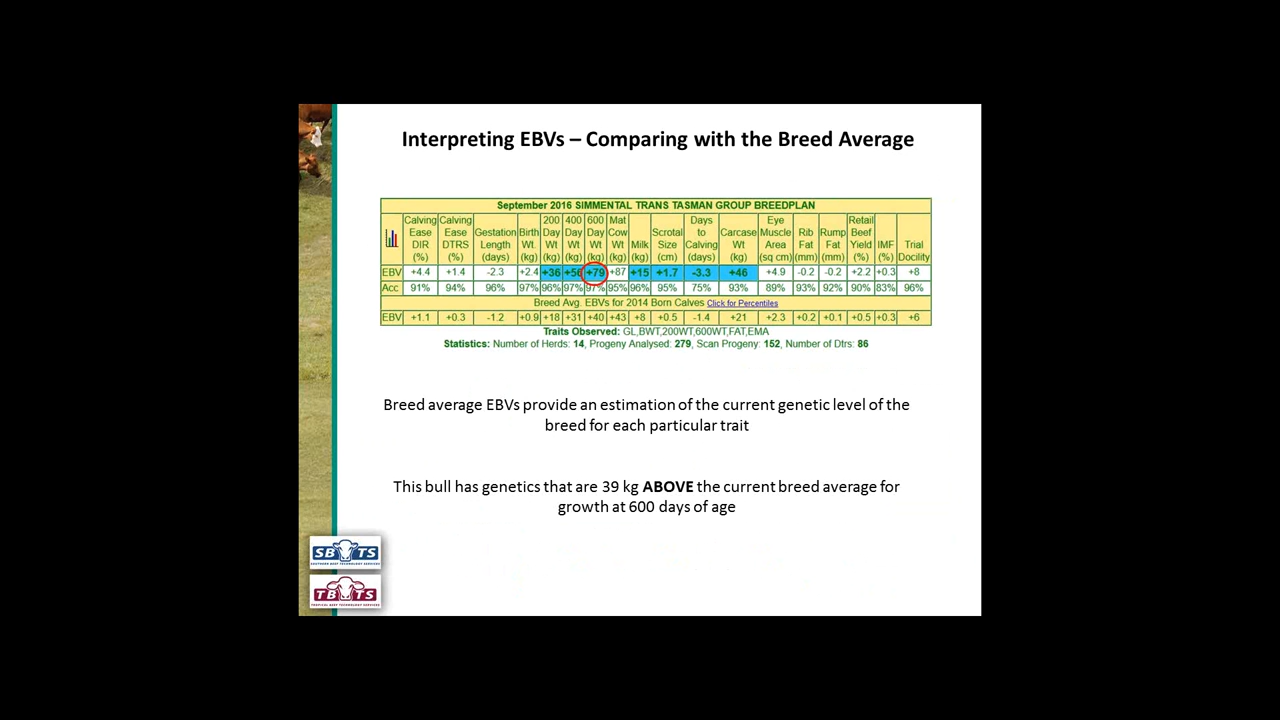 Interpreting EBVs – Comparing with the Breed Average
September 2016 SIMMENTAL TRANS TASMAN GROUP BREEDPLAN
Calving Ease DIR (%) Calving Ease DTRS (%) Gestation Length (days) Birth Wt. (kg) 200 Day Wt (kg) 400 Day Wt (kg) 600 Day Wt (kg) Mat Cow Wt (kg) Milk (kg) Scrotal Size (cm) Days to Calving (days) Carcase Wt (kg) Eye Muscle Area (sq cm) Rib Fat (mm) Rump Fat (mm) Retail Beef Yield (%) IMF (%) Trial Docility
EBV +4.4 +1.4 -2.3 +2.4 +36 +56 +79 +87 +15 +1.7 -3.3 +46 +4.9 -0.2 -0.2 +2.2 +0.3 +8
Acc 91% 94% 96% 97% 96% 97% 97% 95% 96% 95% 75% 93% 89% 93% 92% 90% 83% 96%
Breed Avg. EBVs for 2014 Born Calves Click for Percentiles
EBV +1.1 +0.3 -1.2 +0.9 +18 +31 +40 +43 +8 +0.5 -1.4 +21 +2.3 +0.2 +0.1 +0.5 +0.3 +6
Traits Observed: GL,BWT,200WT,600WT,FAT,EMA
Statistics: Number of Herds: 14, Progeny Analysed: 279, Scan Progeny: 152, Number of Dtrs: 86
Breed average EBVs provide an estimation of the current genetic level of the
breed for each particular trait
This bull has genetics that are 39 kg ABOVE the current breed average for
growth at 600 days of age
SBTS
SOUTHERN BEEF TECHNOLOGY SERVICES
TBTS
TROPICAL BEEF TECHNOLOGY SERVICES